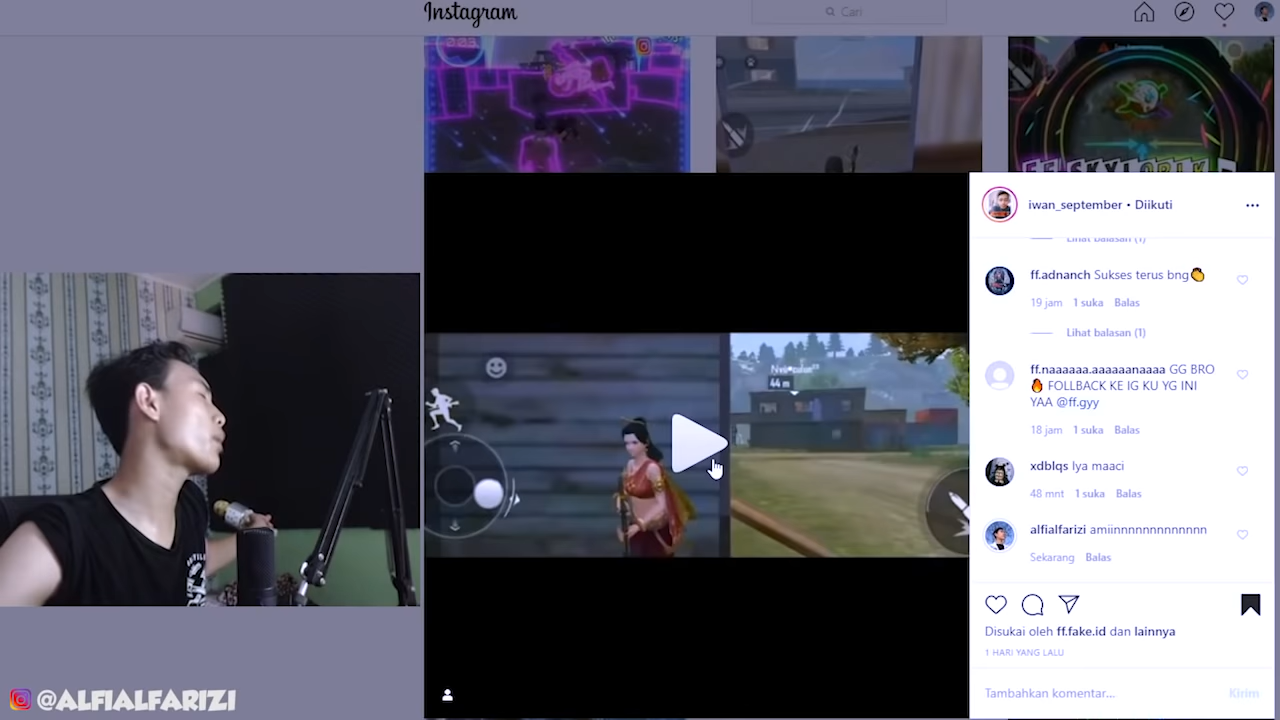 Instagram
Cari
iwan_september • Diikuti
Lihat balasan (1)
ff.adnanch Sukses terus bng👏
19 jam 1 suka Balas
Lihat balasan (1)
ff.naaaaaa.aaaaaanaaaa GG BRO
🔥 FOLLBACK KE IG KU YG INI
YAA @ff.gyy
18 jam 1 suka Balas
xdblqs Iya maaci
48 mnt 1 suka Balas
alfialfarizi amiinnnnnnnnnnnn
Sekarang Balas
Disukai oleh ff.fake.id dan lainnya
1 HARI YANG LALU
Tambahkan komentar...
Kirim
44 m
@ALFIALFARIZI